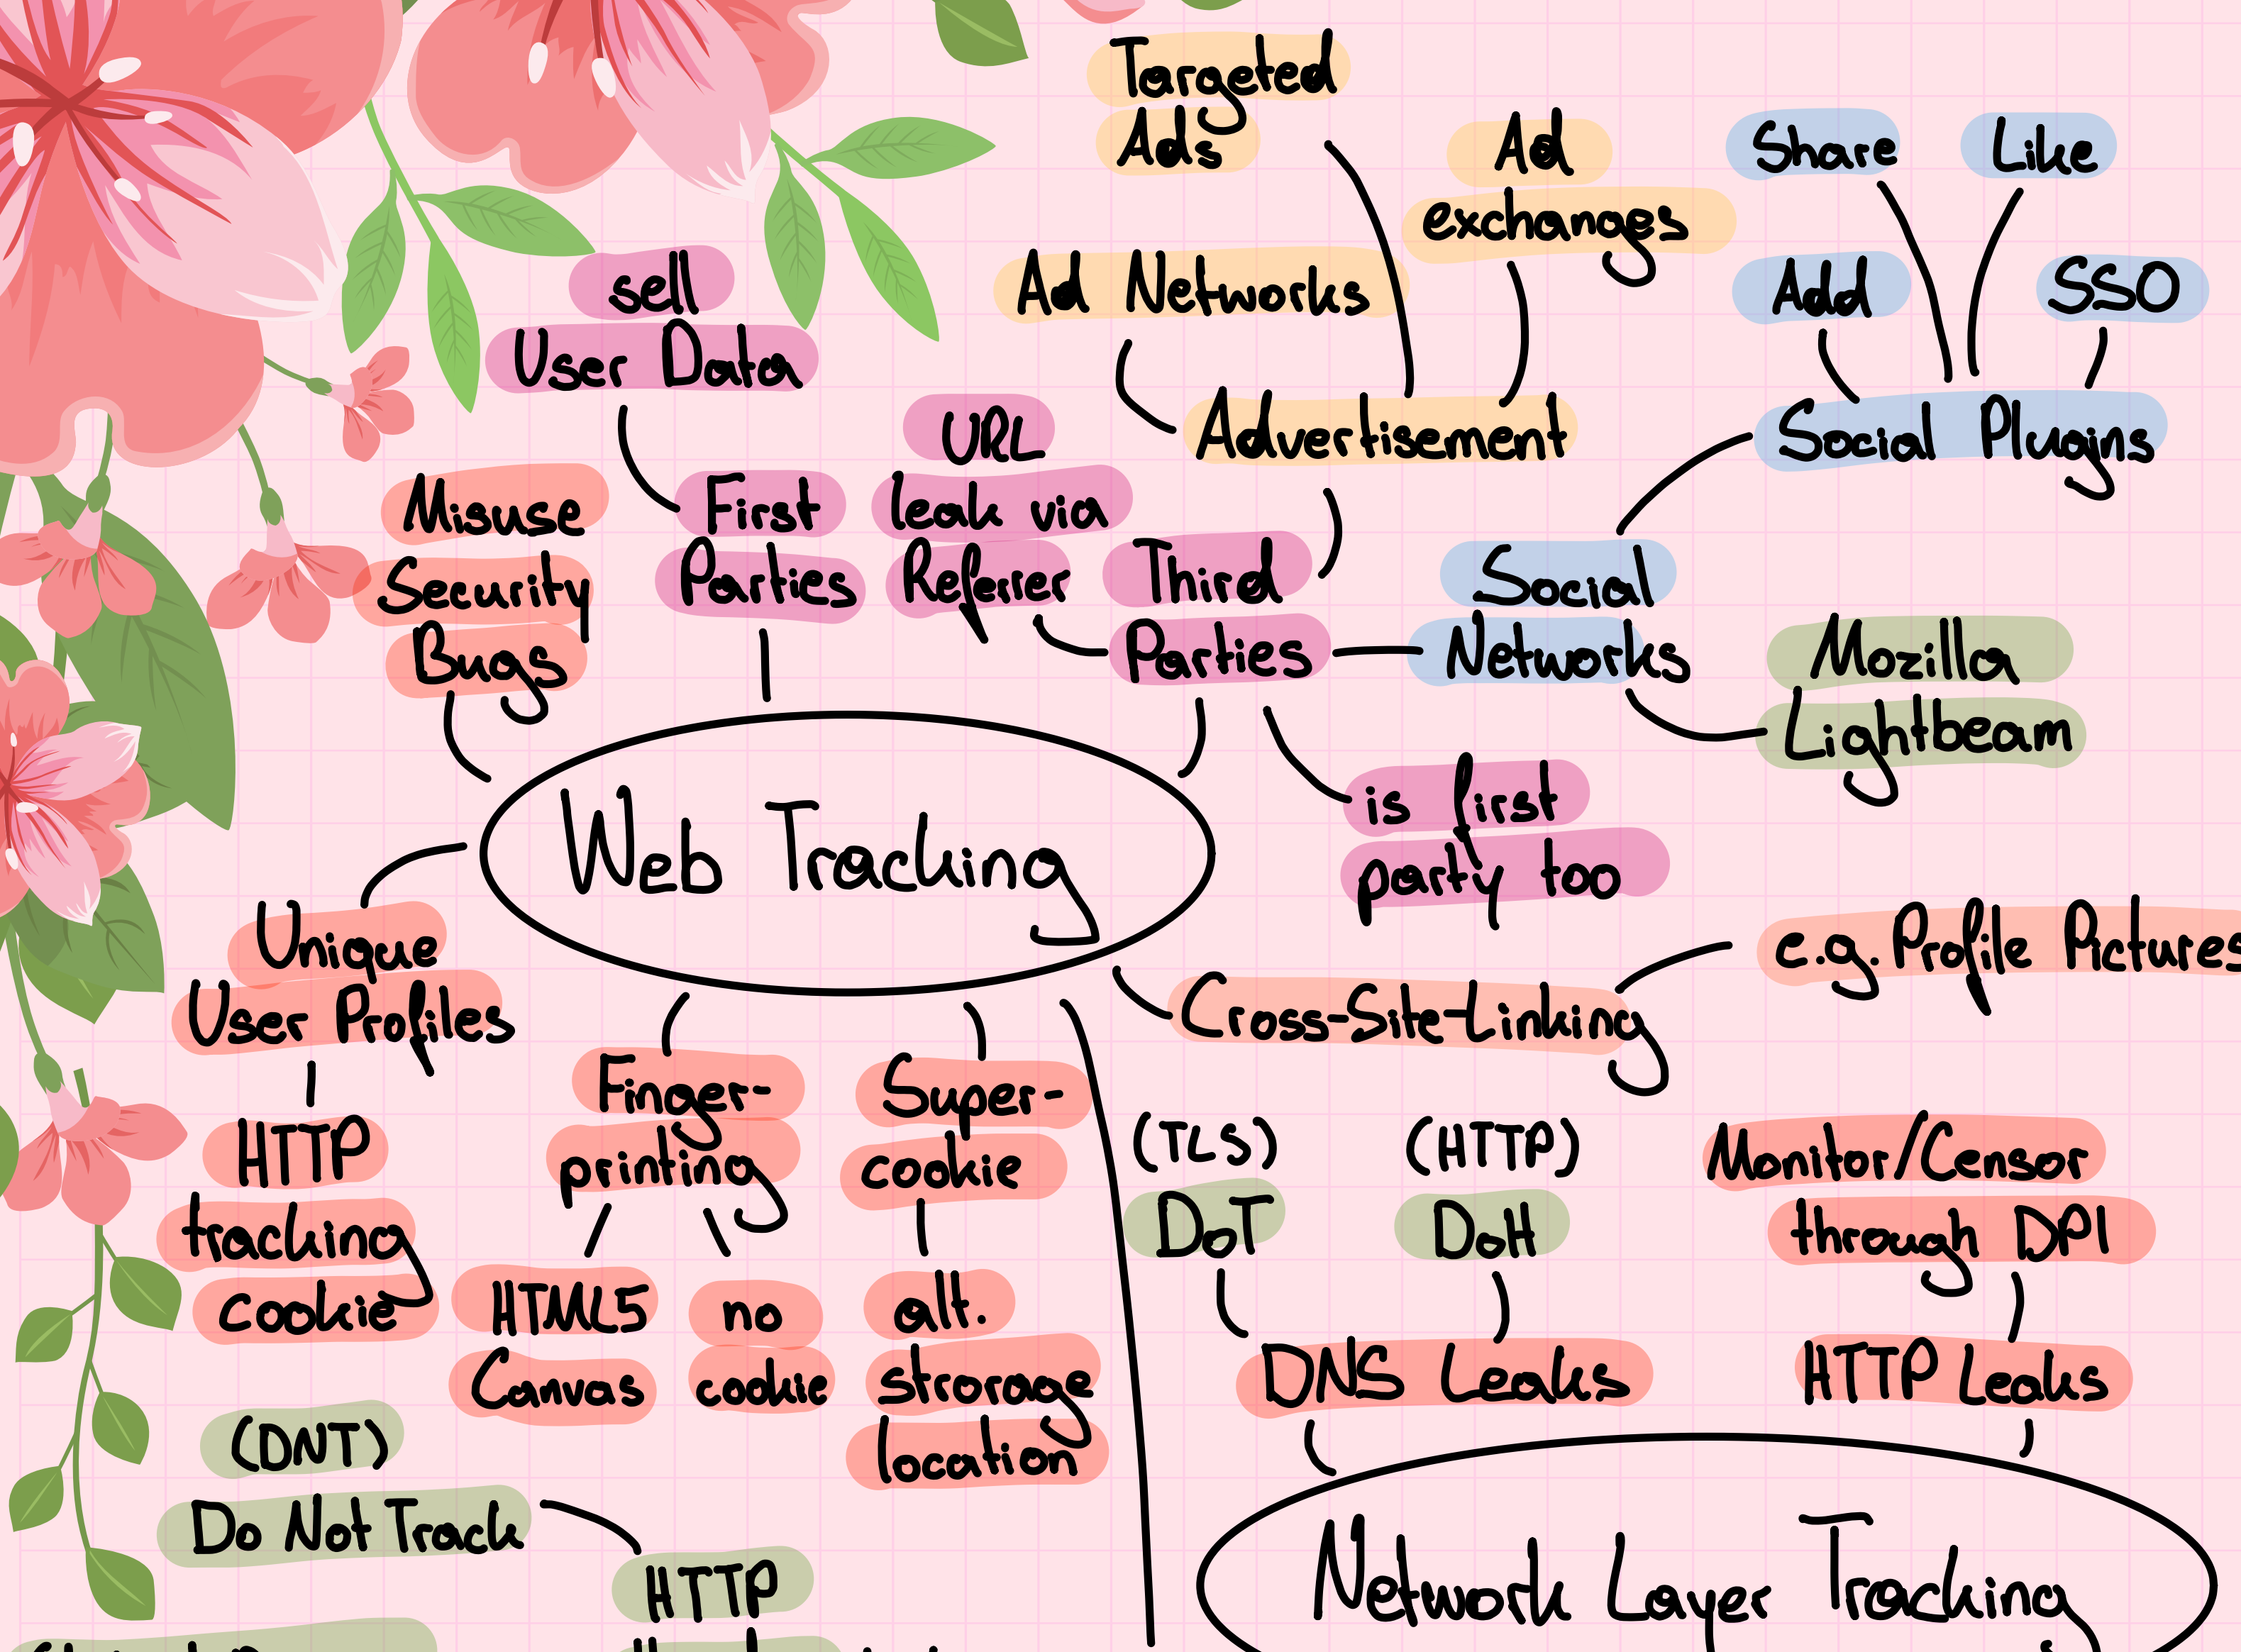 Targeted
Ads
Ad
exchanges
Share
Like
Add
SSO
Ad Networks
sell
User Data
Advertisement
Social Plugins
URL
leak via
Referrer
First
Parties
Misuse
Security
Bugs
Third
Parties
Social
Networks
Mozilla
Lightbeam
is first
party too
Web Tracking
Unique
User Profiles
HTTP
tracking
cookie
Finger-
printing
HTML5
Canvas
no
cookie
Super-
cookie
alt.
strorage
location
Cross-Site-Linking
e.g. Profile Pictures
(TLS)
DoT
(HTTP)
DoH
Monitor/Censor
through DPI
DNS Leaks
HTTP Leaks
(DNT)
Do Not Track
HTTP
Network Layer Tracking